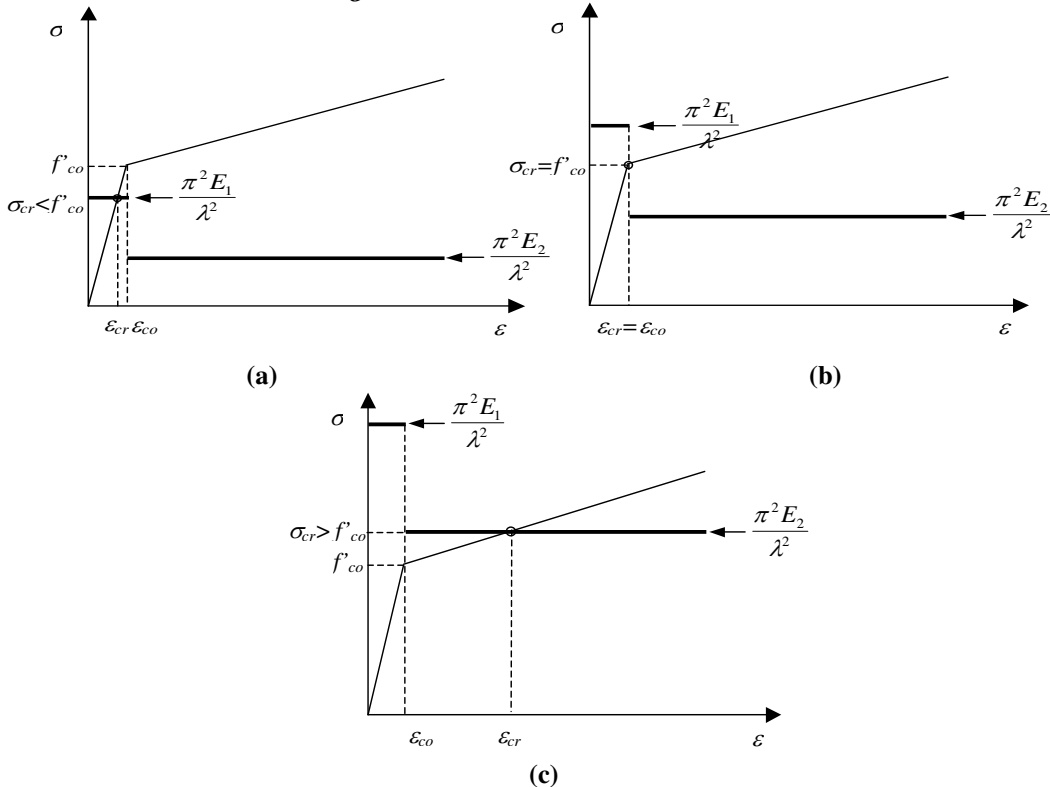 σ
f'co
σcr<f'co
π²E₁/λ²
π²E₂/λ²
εcr εco
ε
(a)
σ
π²E₁/λ²
σcr=f'co
π²E₂/λ²
εcr=εco
ε
(b)
σ
π²E₁/λ²
σcr>f'co
π²E₂/λ²
f'co
εco
εcr
ε
(c)